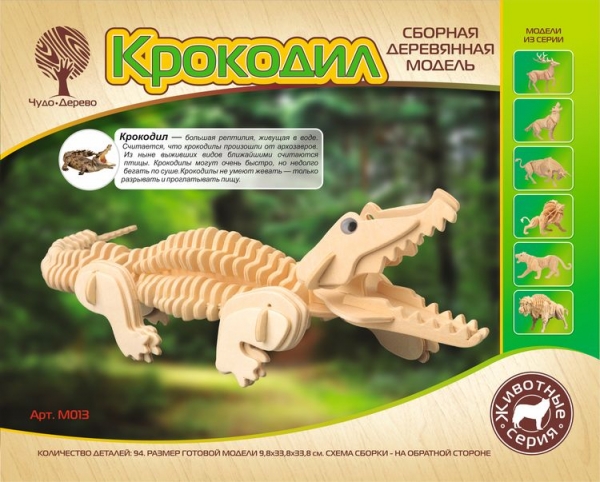 Чудо-Дерево
Крокодил
СБОРНАЯ
ДЕРЕВЯННАЯ
МОДЕЛЬ
МОДЕЛИ
ИЗ СЕРИИ
Крокодил — большая рептилия, живущая в воде.
Считается, что крокодилы произошли от архозавров.
Из ныне выживших видов ближайшими считаются
птицы. Крокодилы могут очень быстро, но недолго
бегать по суше.Крокодилы не умеют жевать — только
разрывать и проглатывать пищу.
Арт. М013
Животные
серия
КОЛИЧЕСТВО ДЕТАЛЕЙ: 94. РАЗМЕР ГОТОВОЙ МОДЕЛИ 9,8х33,8х33,8 см. СХЕМА СБОРКИ - НА ОБРАТНОЙ СТОРОНЕ